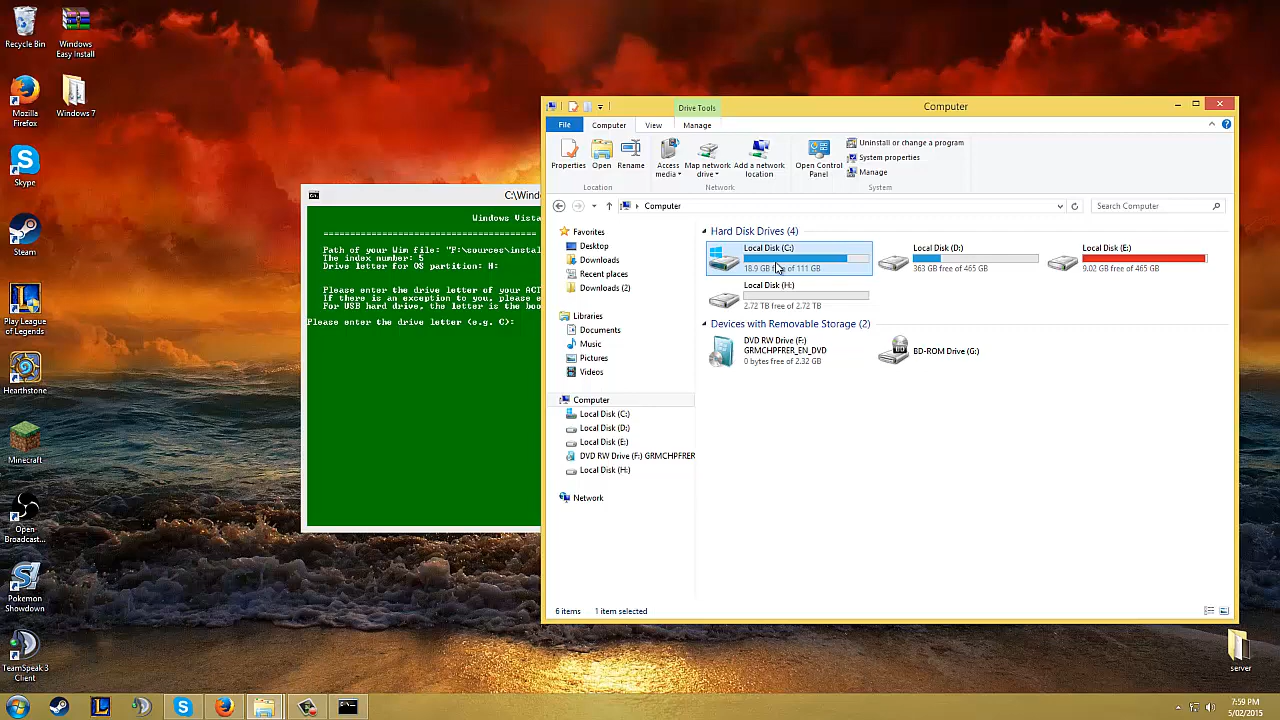 Recycle Bin
Windows
Easy Install
Mozilla
Firefox
Windows 7
Skype
Steam
Play League
of Legends
Hearthstone
Minecraft
Open
Broadcast...
Pokemon
Showdown
TeamSpeak 3
Client
C:\Wind
Windows Vista
Path of your Wim file: "F:\sources\instal
The index number: 5
Drive letter for OS partition: H:
Please enter the drive letter of your ACT
If there is an exception to you, please e
For USB hard drive, the letter is the boo
Please enter the drive letter (e.g. C):
Drive Tools
Computer
File
Computer
View
Manage
Properties
Open
Rename
Access
media
Map network
drive
Add a network
location
Open Control
Panel
Uninstall or change a program
System properties
Manage
Location
Network
System
Computer
Search Computer
Favorites
Desktop
Downloads
Recent places
Downloads (2)
Libraries
Documents
Music
Pictures
Videos
Computer
Local Disk (C:)
Local Disk (D:)
Local Disk (E:)
DVD RW Drive (F:) GRMCHPFRER
Local Disk (H:)
Network
Hard Disk Drives (4)
Local Disk (C:)
18.9 GB free of 111 GB
Local Disk (D:)
363 GB free of 465 GB
Local Disk (E:)
9.02 GB free of 465 GB
Local Disk (H:)
2.72 TB free of 2.72 TB
Devices with Removable Storage (2)
DVD RW Drive (F:)
GRMCHPFRER_EN_DVD
0 bytes free of 2.32 GB
BD-ROM Drive (G:)
6 items
1 item selected
server
7:59 PM
5/02/2015